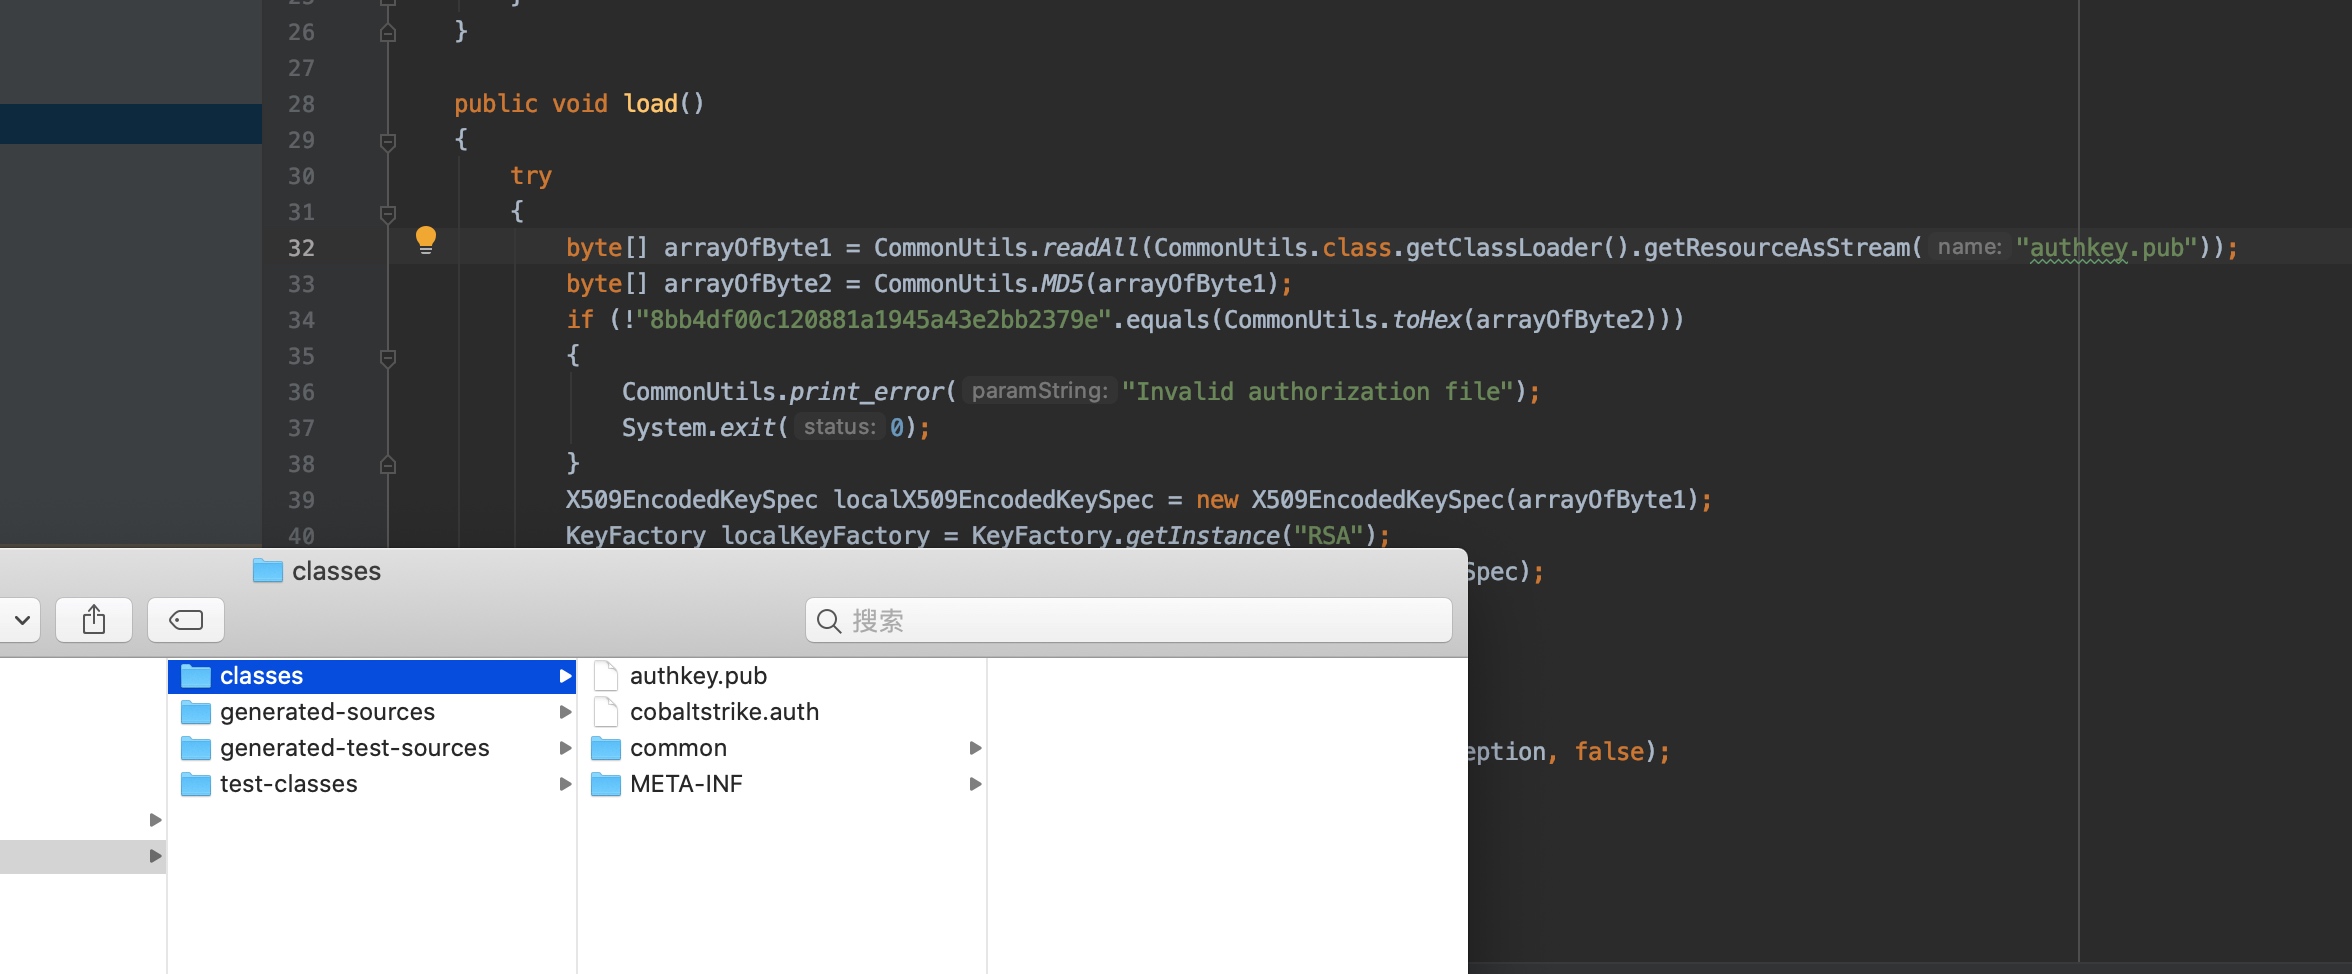 25 }
26 }
27
28 public void load()
29 {
30 try
31 {
32 byte[] arrayOfByte1 = CommonUtils.readAll(CommonUtils.class.getClassLoader().getResourceAsStream( name: "authkey.pub"));
33 byte[] arrayOfByte2 = CommonUtils.MD5(arrayOfByte1);
34 if (!"8bb4df00c120881a1945a43e2bb2379e".equals(CommonUtils.toHex(arrayOfByte2)))
35 {
36 CommonUtils.print_error( paramString: "Invalid authorization file");
37 System.exit( status: 0);
38 }
39 X509EncodedKeySpec localX509EncodedKeySpec = new X509EncodedKeySpec(arrayOfByte1);
40 KeyFactory localKeyFactory = KeyFactory.getInstance("RSA");
Spec);
eption, false);
classes
搜索
classes
generated-sources
generated-test-sources
test-classes
authkey.pub
cobaltstrike.auth
common
META-INF